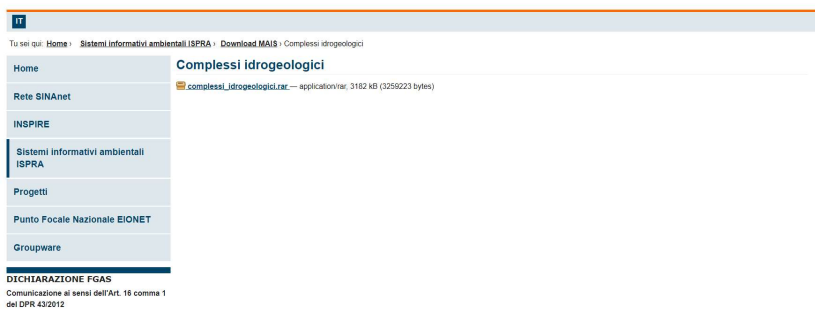 IT
Tu sei qui: Home › Sistemi informativi ambientali ISPRA › Download MAIS › Complessi idrogeologici
Home
Rete SINAnet
INSPIRE
Sistemi informativi ambientali
ISPRA
Progetti
Punto Focale Nazionale EIONET
Groupware
DICHIARAZIONE FGAS
Comunicazione ai sensi dell'Art. 16 comma 1
del DPR 43/2012
Complessi idrogeologici
complessi_idrogeologici.rar — application/rar, 3182 kB (3259223 bytes)